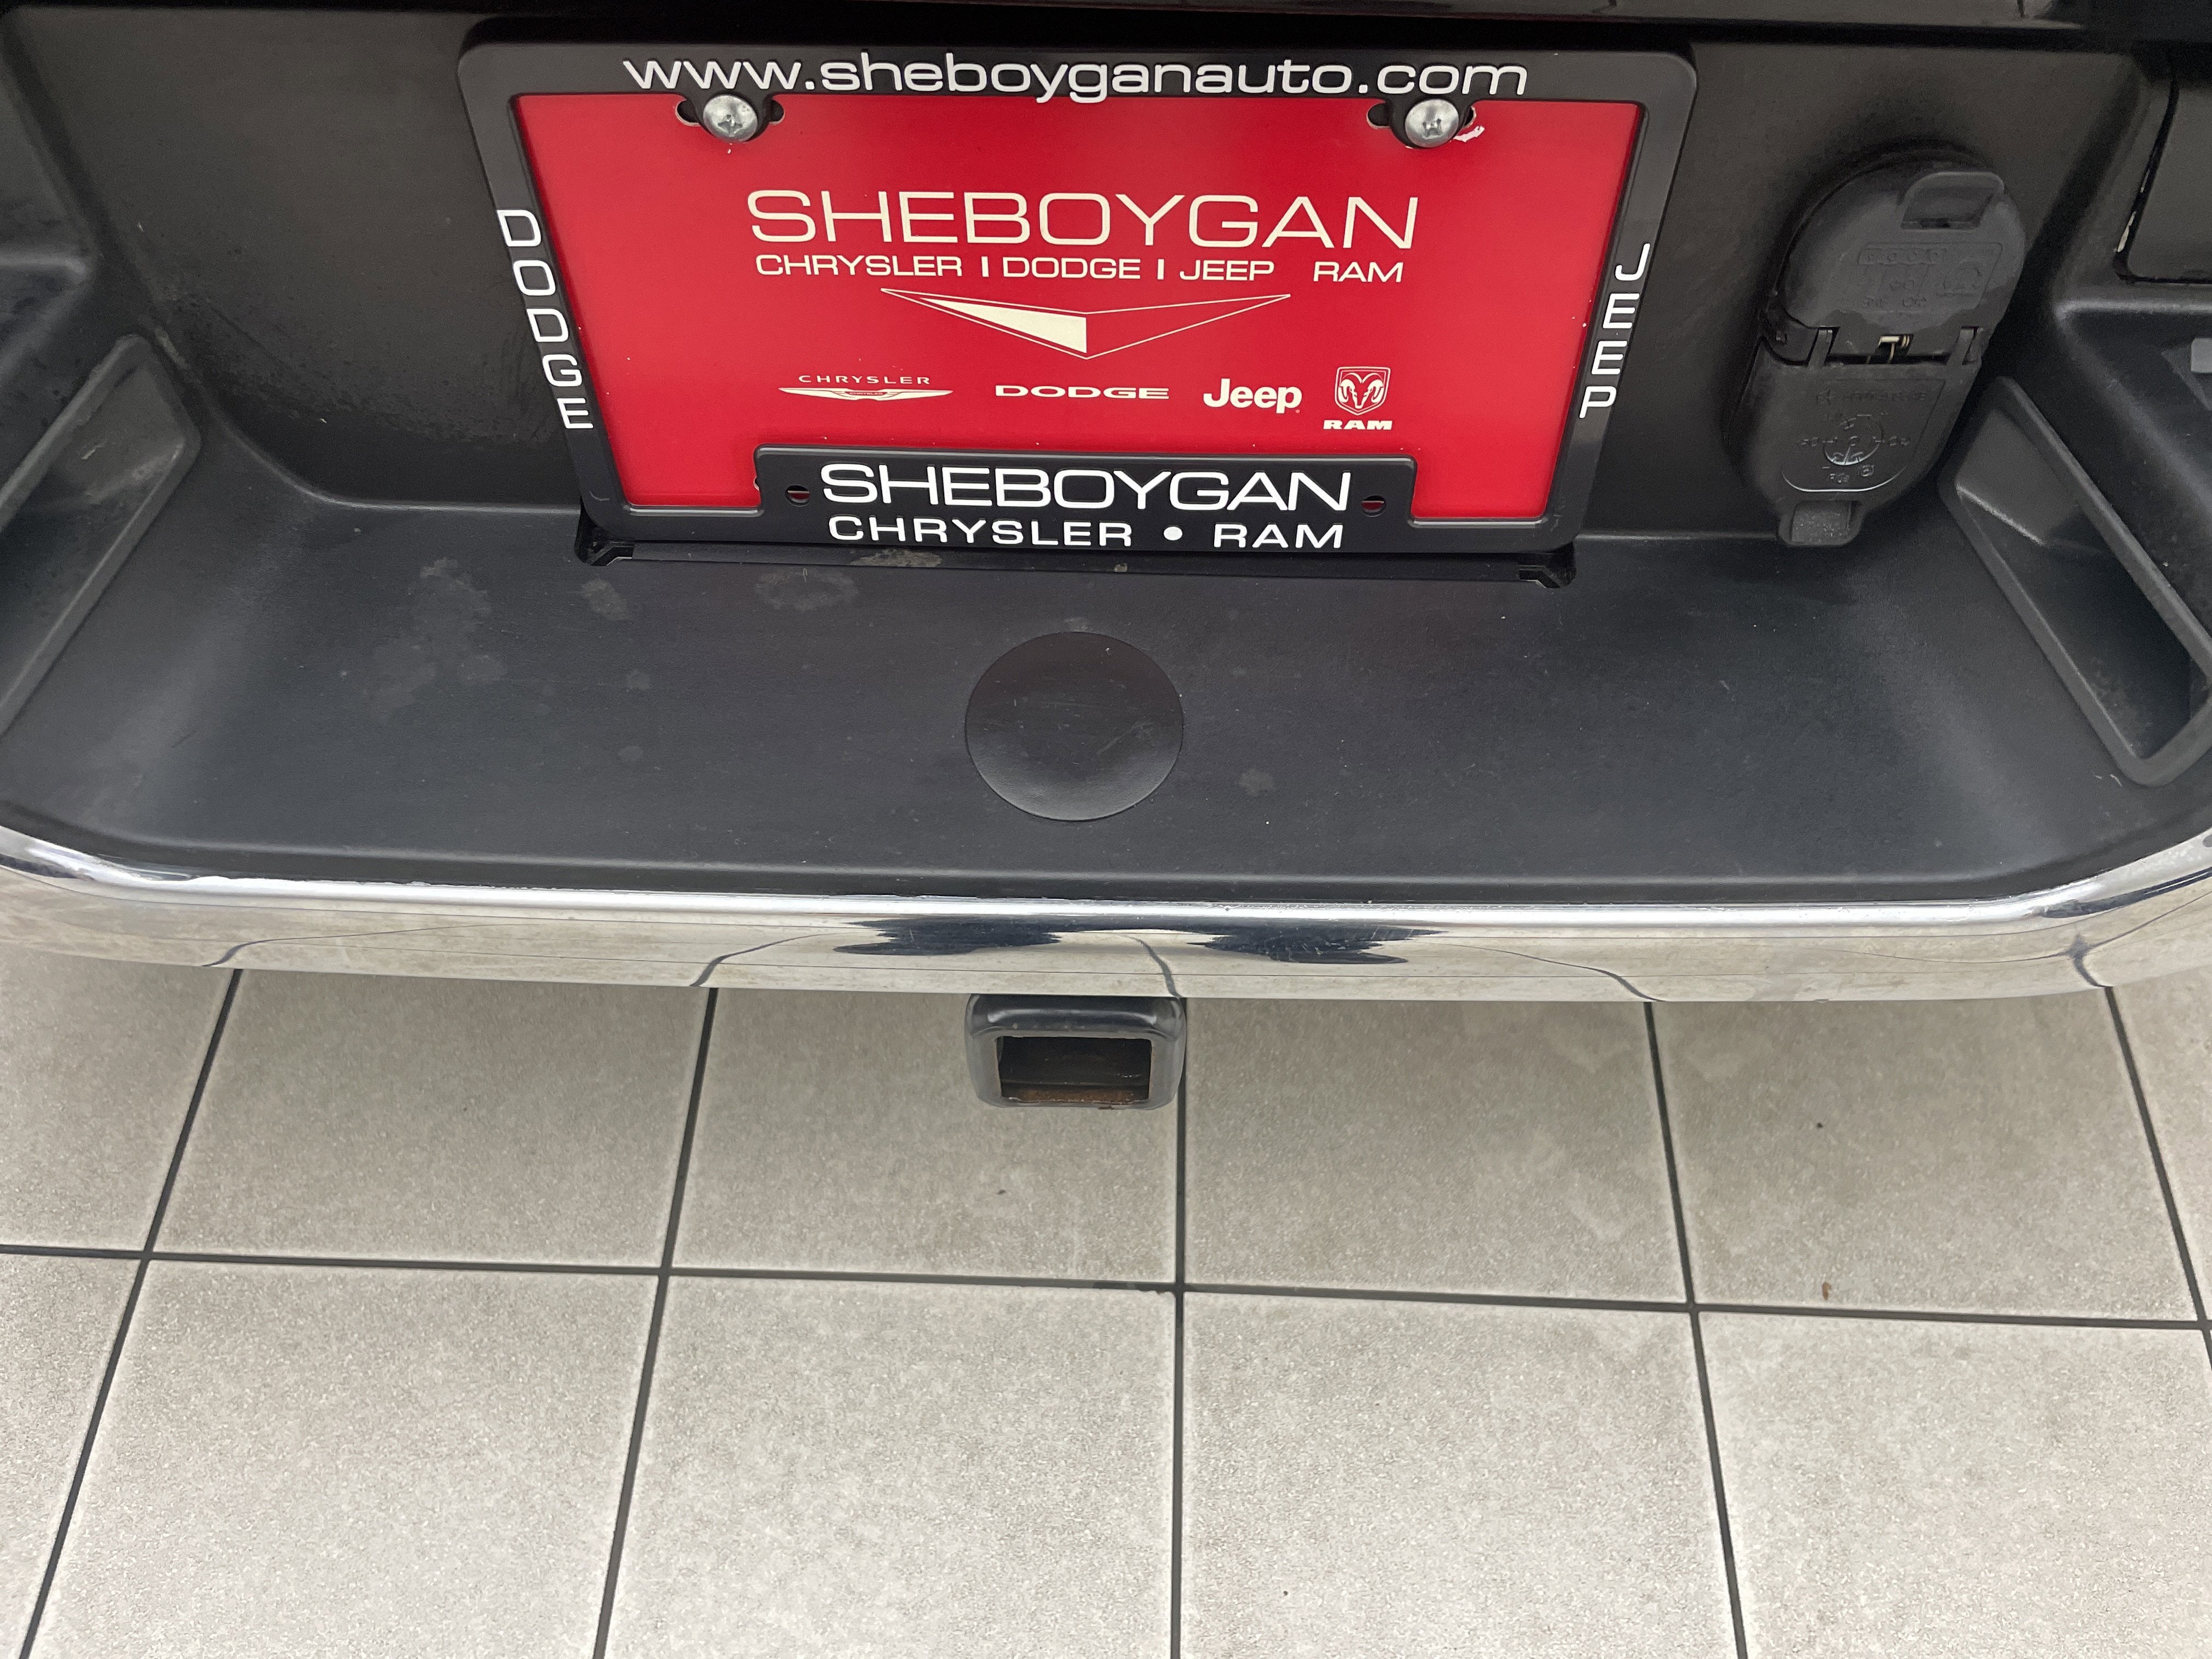 www.sheboyganauto.com
SHEBOYGAN
CHRYSLER | DODGE | JEEP RAM
CHRYSLER
DODGE
Jeep
RAM
DODGE
JEEP
SHEBOYGAN
CHRYSLER • RAM